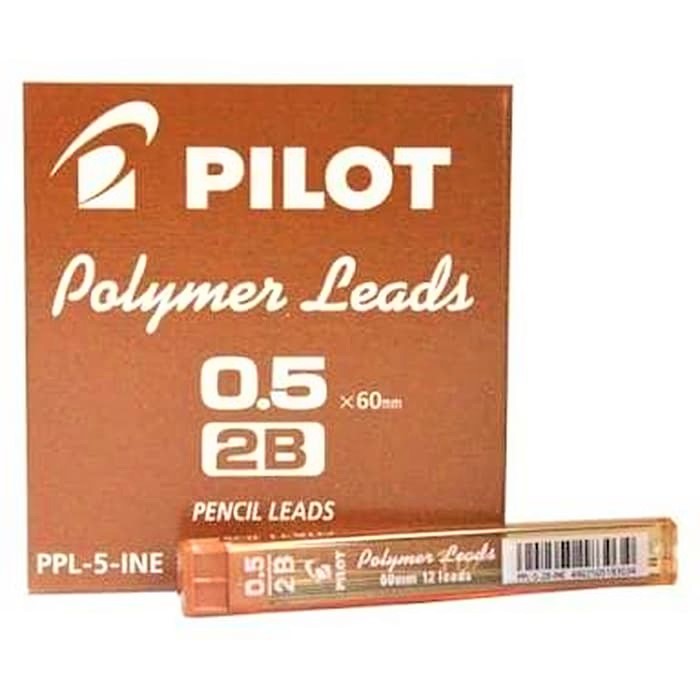 PILOT
Polymer Leads
0.5 ×60mm
2B
PENCIL LEADS
PPL-5-INE
0.5
2B
PILOT
Polymer Leads
60mm 12 leads